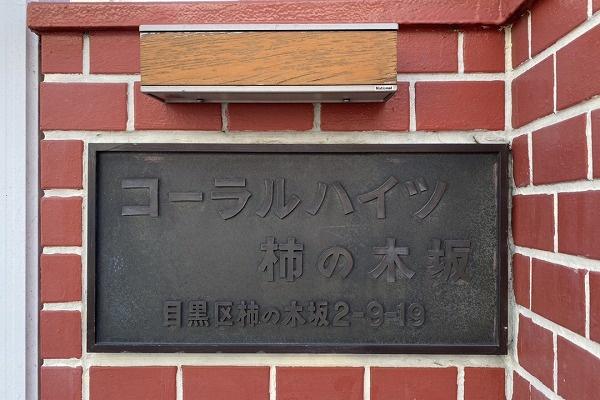 National
コーラルハイツ
柿の木坂
目黒区柿の木坂2-9-19